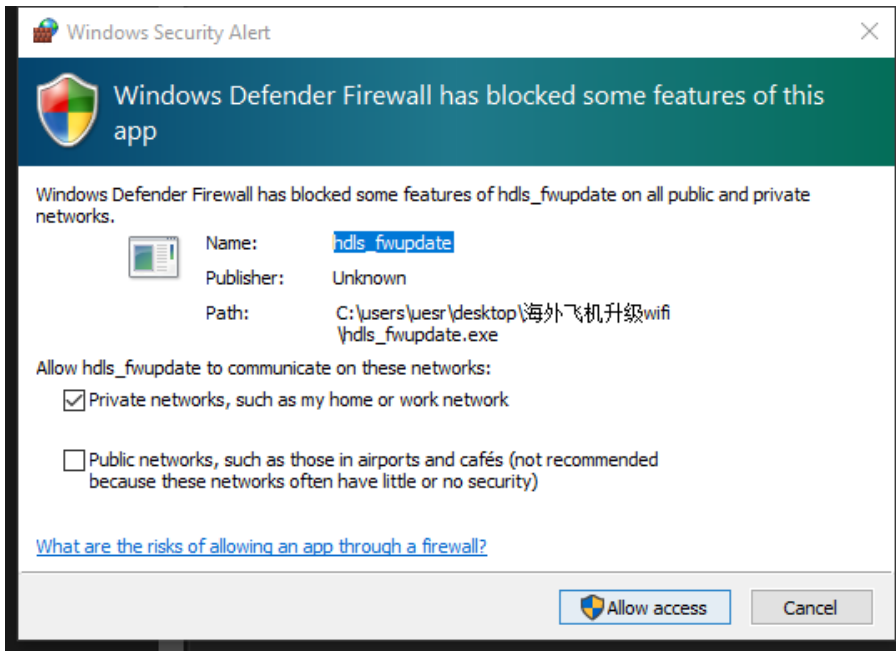 Windows Security Alert
Windows Defender Firewall has blocked some features of this
app
Windows Defender Firewall has blocked some features of hdls_fwupdate on all public and private
networks.
Name: hdls_fwupdate
Publisher: Unknown
Path: C:\users\uesr\desktop\海外飞机升级wifi
\hdls_fwupdate.exe
Allow hdls_fwupdate to communicate on these networks:
Private networks, such as my home or work network
Public networks, such as those in airports and cafés (not recommended
because these networks often have little or no security)
What are the risks of allowing an app through a firewall?
Allow access Cancel